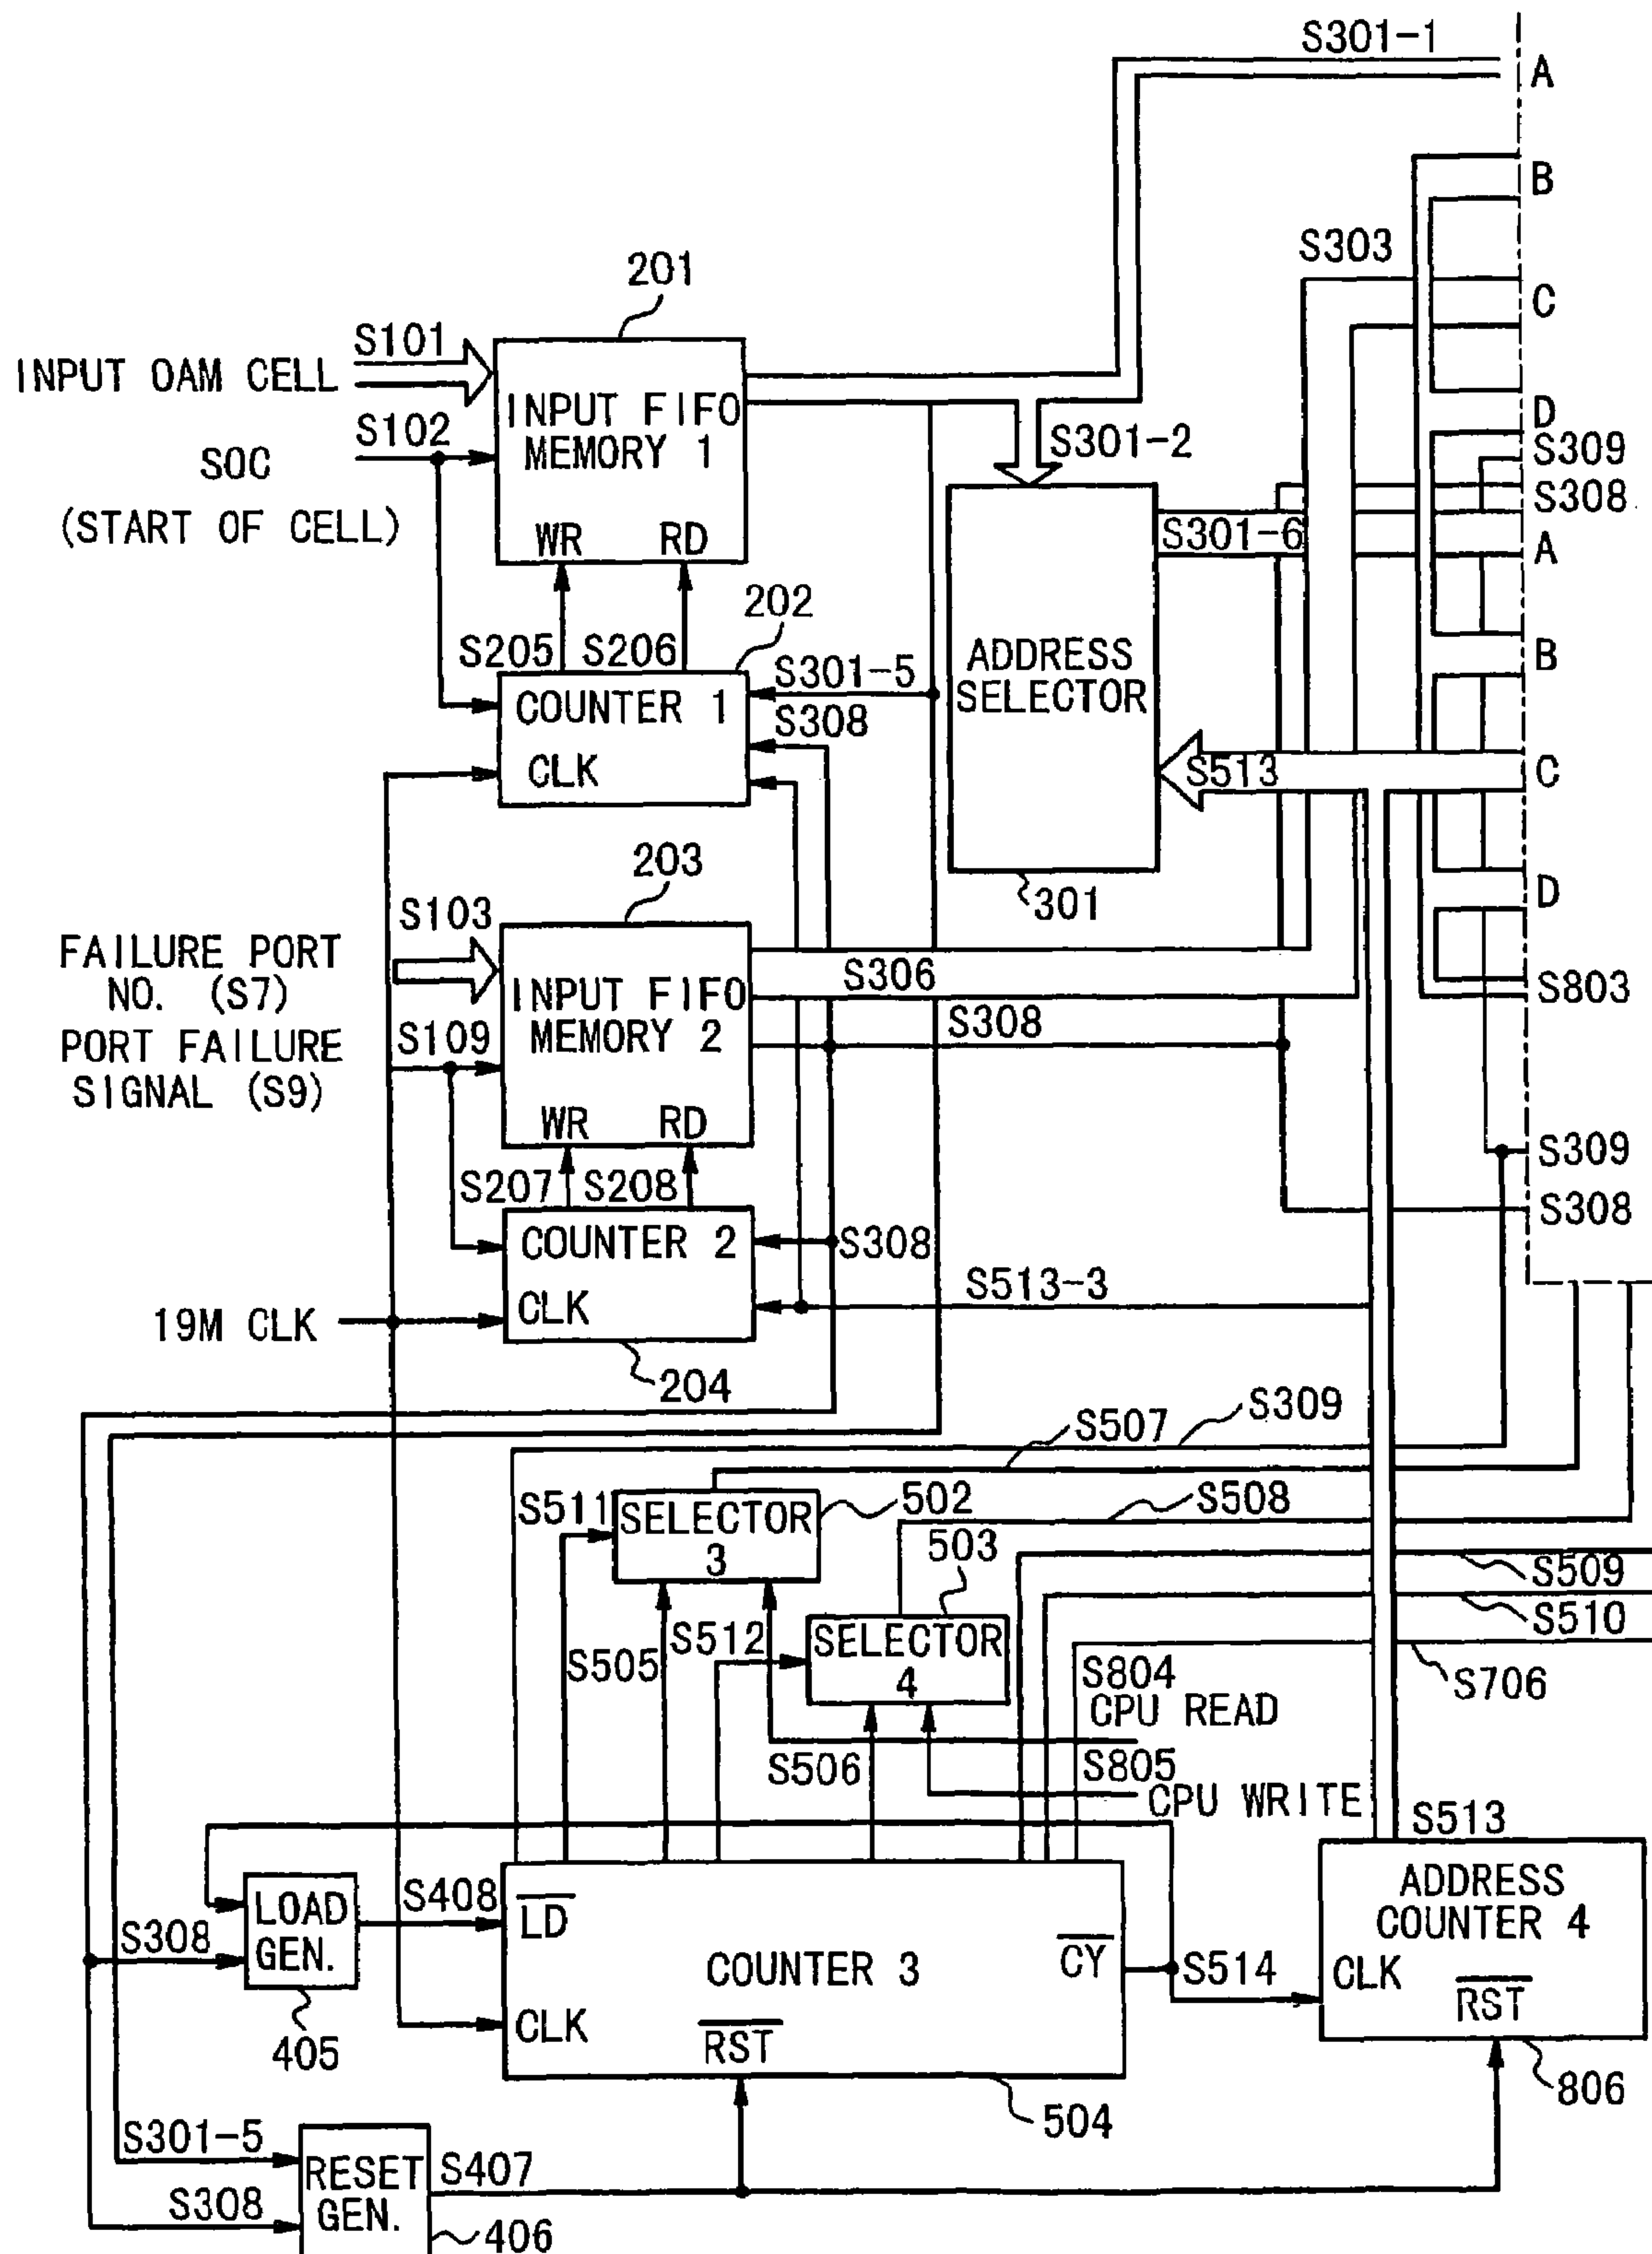 S301-1
A
B
S303
C
201
S101
INPUT OAM CELL
INPUT FIFO
MEMORY 1
S102
SOC
(START OF CELL)
WR RD
S301-2
D
S309
S308
S301-6
A
202
S205 S206
COUNTER 1
CLK
S301-5
S308
ADDRESS
SELECTOR
B
S513
C
203
301
D
S103
FAILURE PORT
NO. (S7)
PORT FAILURE
SIGNAL (S9)
S109
INPUT FIFO
MEMORY 2
WR RD
S306
S308
S803
S309
S308
S207 S208
COUNTER 2
CLK
S308
S513-3
19M CLK
204
S309
S507
S511
SELECTOR
3
502
S508
503
S509
S510
S505
S512
SELECTOR
4
S804
CPU READ
S706
S506
S805
CPU WRITE
S513
LOAD
GEN.
S408
S308
405
LD
COUNTER 3
CY
CLK
RST
504
S514
ADDRESS
COUNTER 4
CLK
RST
806
S301-5
S308
RESET
GEN.
S407
406